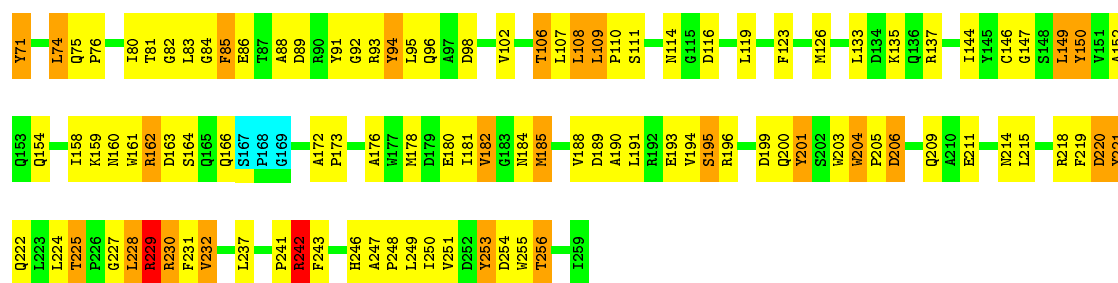 Y71 L74 Q75 P76 I80 T81 G82 L83 G84 F85 E86 T87 A88 D89 R90 Y91 G92 R93 Y94 L95 Q96 A97 D98 V102 T106 L107 L108 L109 P110 S111 N114 G115 D116 L119 F123 M126 L133 D134 K135 Q136 R137 I144 Y145 C146 G147 S148 L149 Y150 V151 A152
Q153 Q154 I158 K159 N160 W161 R162 D163 S164 Q165 Q166 S167 P168 G169 A172 P173 A176 W177 M178 D179 E180 I181 V182 G183 N184 M185 V188 D189 A190 L191 R192 E193 V194 S195 R196 D199 Q200 Y201 S202 W203 W204 P205 D206 Q209 A210 E211 N214 L215 R218 F219 D220 Y221
Q222 L223 L224 T225 P226 G227 L228 R229 R230 F231 V232 L237 P241 R242 F243 H246 A247 P248 L249 I250 V251 D252 Y253 D254 W255 T256 I259